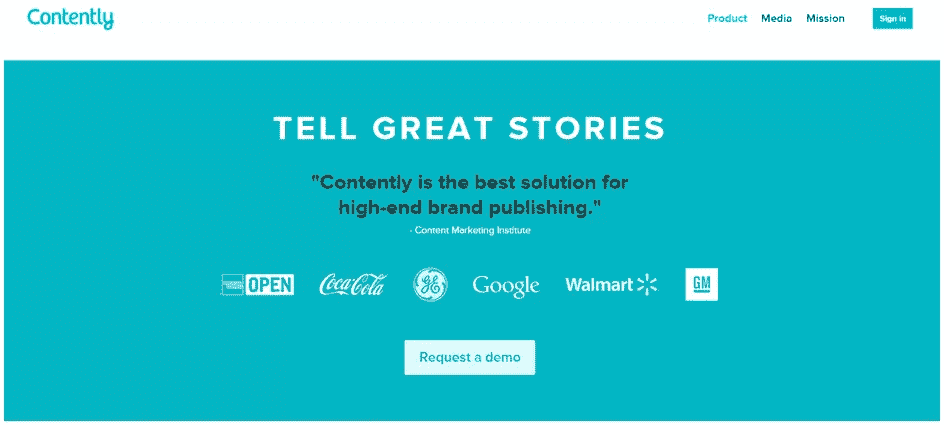 Contently
Product Media Mission Sign in
TELL GREAT STORIES
"Contently is the best solution for
high-end brand publishing."
- Content Marketing Institute
OPEN Coca-Cola GE Google Walmart GM
Request a demo